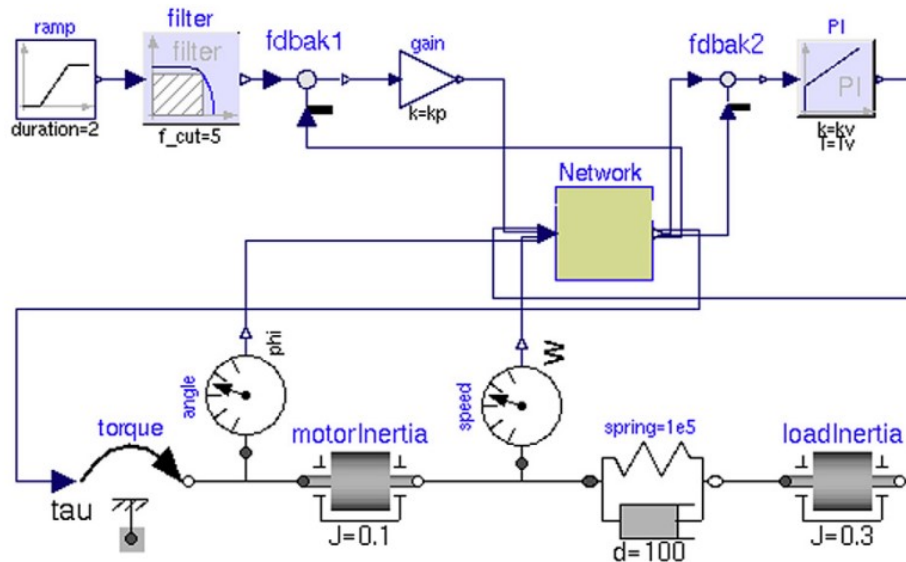 ramp
filter
filter
fdbak1
gain
fdbak2
PI
PI
duration=2
f_cut=5
k=kp
k=kv
T=Tv
Network
phi
w
angle
speed
torque
motorInertia
spring=1e5
loadInertia
tau
J=0.1
d=100
J=0.3